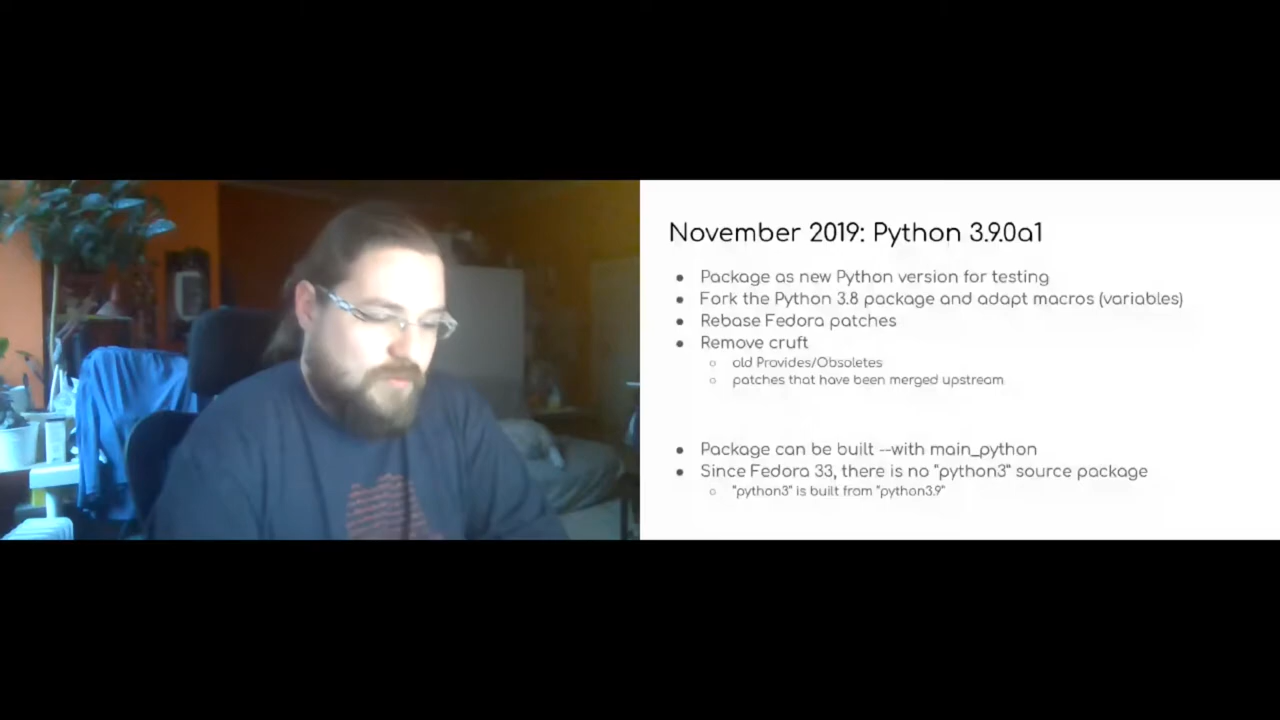 November 2019: Python 3.9.0a1
● Package as new Python version for testing
● Fork the Python 3.8 package and adapt macros (variables)
● Rebase Fedora patches
● Remove cruft
○ old Provides/Obsoletes
○ patches that have been merged upstream
● Package can be built --with main_python
● Since Fedora 33, there is no "python3" source package
○ "python3" is built from "python3.9"